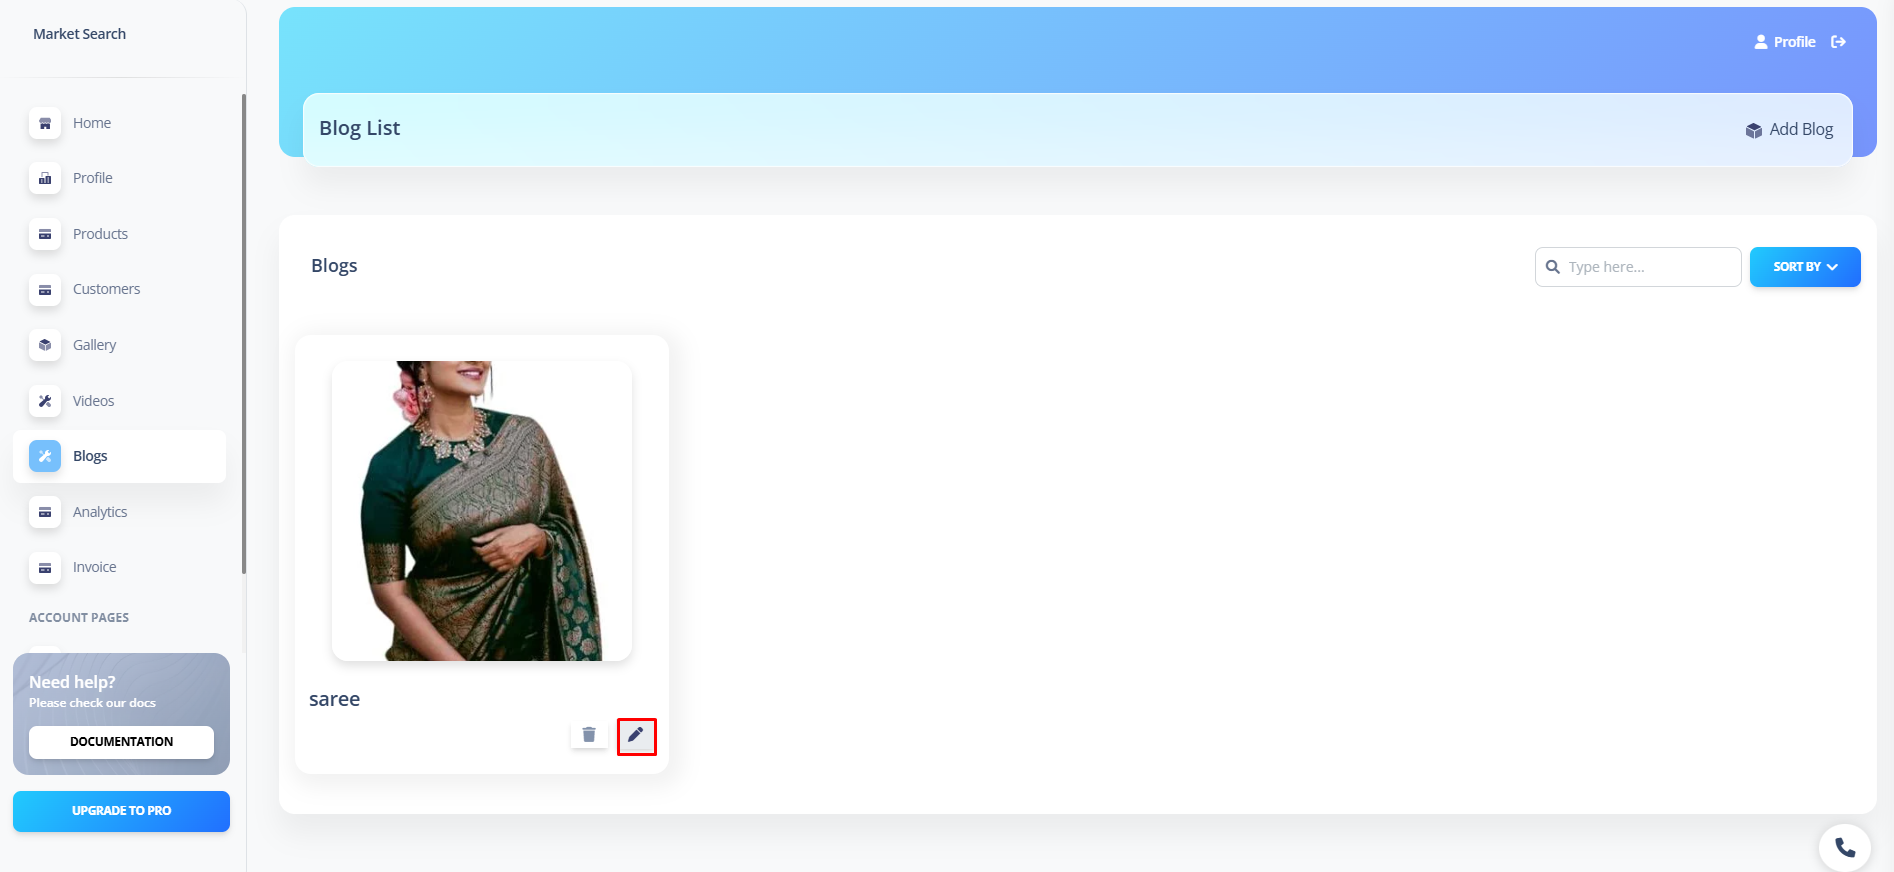 Market Search
Home
Profile
Products
Customers
Gallery
Videos
Blogs
Analytics
Invoice
ACCOUNT PAGES
Need help?
Please check our docs
DOCUMENTATION
UPGRADE TO PRO
Profile
Blog List
Add Blog
Blogs
Type here...
SORT BY
saree